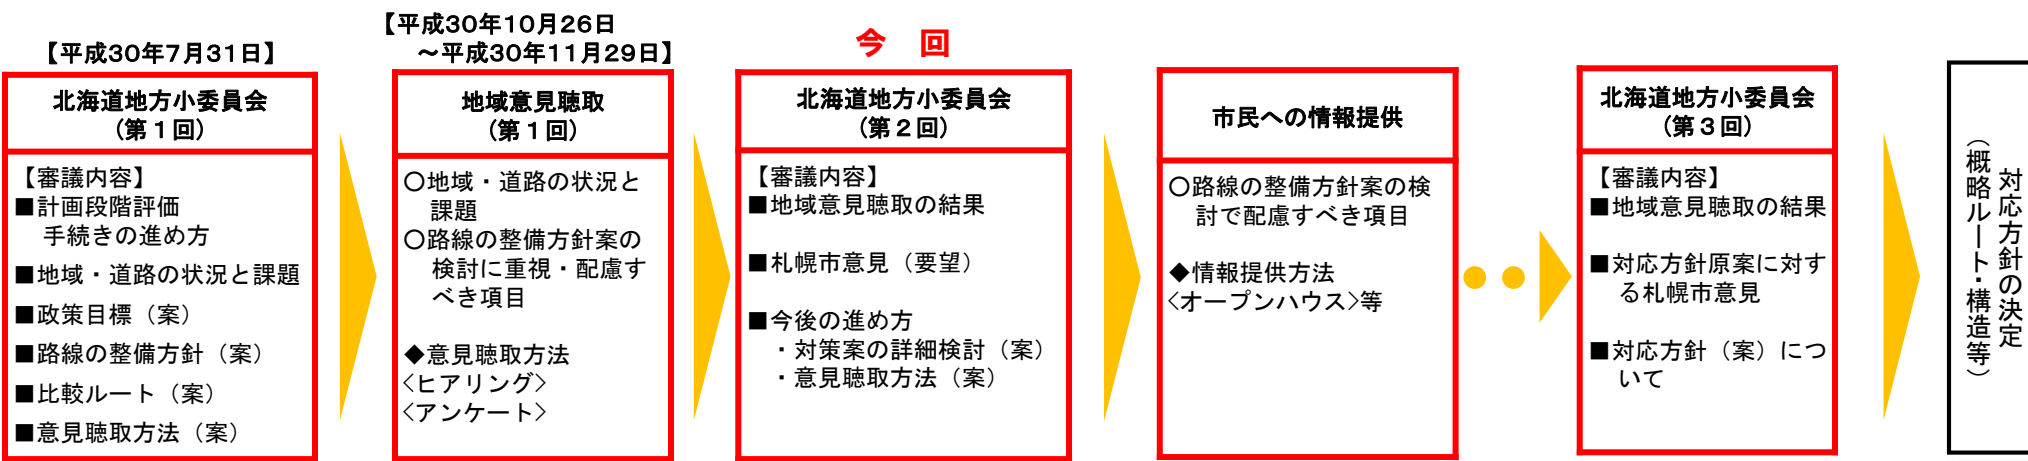 【平成30年7月31日】
北海道地方小委員会
(第１回)
【審議内容】
■計画段階評価
手続きの進め方
■地域・道路の状況と課題
■政策目標（案）
■路線の整備方針（案）
■比較ルート（案）
■意見聴取方法（案）
【平成30年10月26日
～平成30年11月29日】
地域意見聴取
(第１回)
〇地域・道路の状況と
課題
〇路線の整備方針案の
検討に重視・配慮す
べき項目
◆意見聴取方法
<ヒアリング>
<アンケート>
今　回
北海道地方小委員会
(第２回)
【審議内容】
■地域意見聴取の結果
■札幌市意見（要望）
■今後の進め方
・対策案の詳細検討（案）
・意見聴取方法（案）
市民への情報提供
〇路線の整備方針案の検
討で配慮すべき項目
◆情報提供方法
<オープンハウス>等
北海道地方小委員会
(第３回)
【審議内容】
■地域意見聴取の結果
■対応方針原案に対す
る札幌市意見
■対応方針（案）につ
いて
対応方針の決定
（概略ルート・構造等）